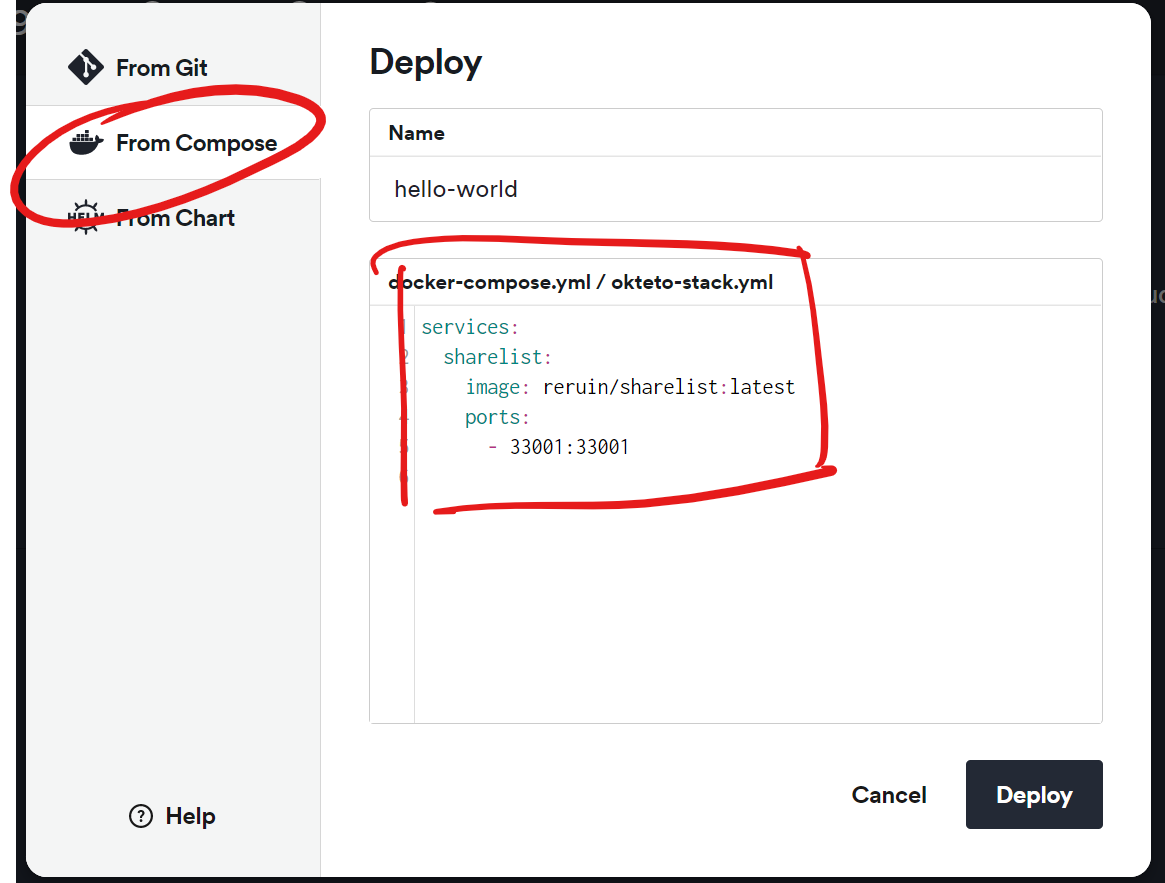 From Git
From Compose
HELM From Chart
Help
Deploy
Name
hello-world
docker-compose.yml / okteto-stack.yml
1 services:
2 sharelist:
3 image: reruin/sharelist:latest
4 ports:
5 - 33001:33001
6
Cancel
Deploy